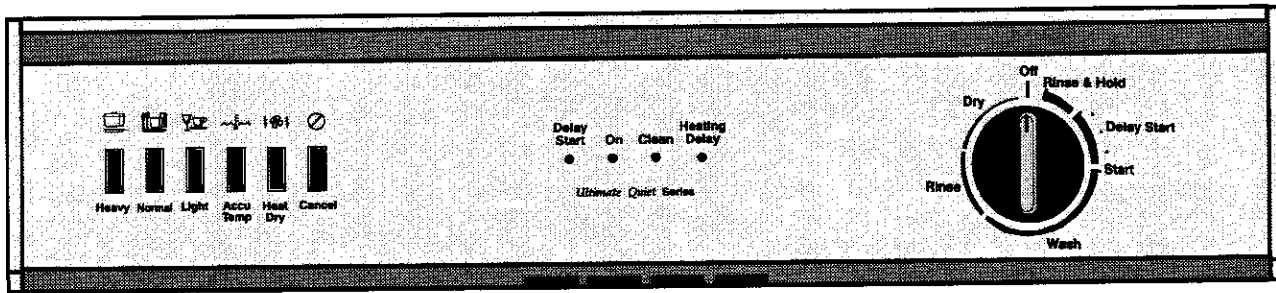 Heavy
Normal
Light
Accu
Temp
Heat
Dry
Cancel
Delay
Start
On
Clean
Heating
Delay
Ultimate Quiet Series
Off
Rinse & Hold
Delay Start
Start
Wash
Rinse
Dry